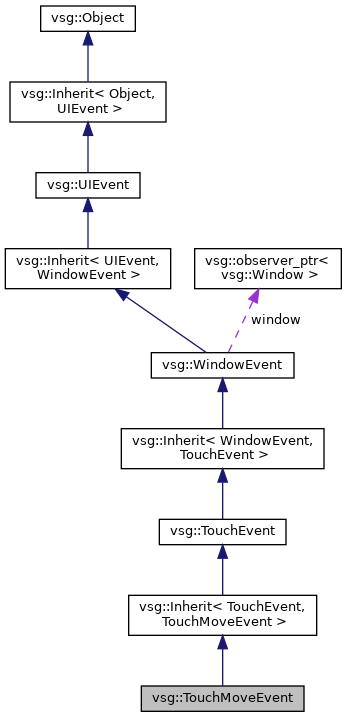 vsg::Object
vsg::Inherit< Object,
UIEvent >
vsg::UIEvent
vsg::Inherit< UIEvent,
WindowEvent >
vsg::observer_ptr<
vsg::Window >
window
vsg::WindowEvent
vsg::Inherit< WindowEvent,
TouchEvent >
vsg::TouchEvent
vsg::Inherit< TouchEvent,
TouchMoveEvent >
vsg::TouchMoveEvent